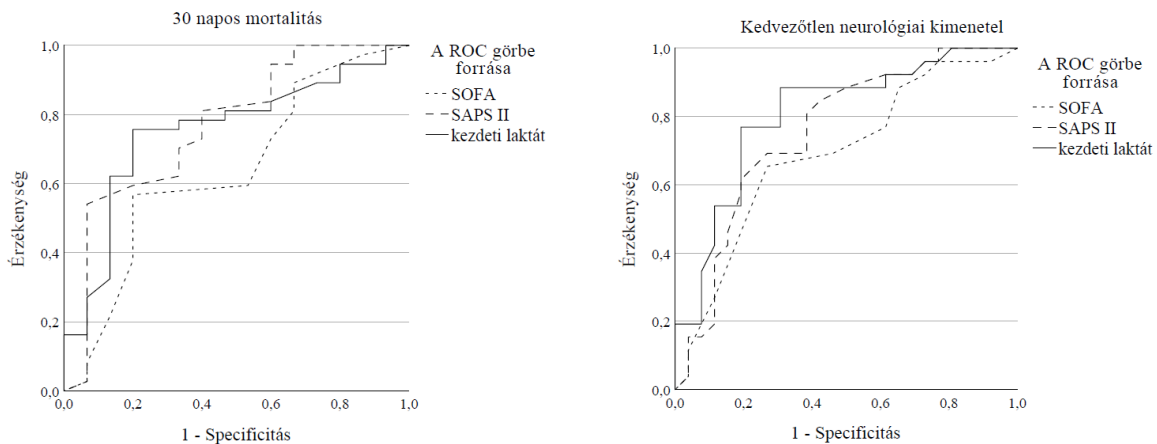 30 napos mortalitás
A ROC görbe
forrása
SOFA
SAPS II
kezdeti laktát
Érzékenység
1,0
0,8
0,6
0,4
0,2
0,0
0,0 0,2 0,4 0,6 0,8 1,0
1 - Specificitás
Kedvezőtlen neurológiai kimenetel
A ROC görbe
forrása
SOFA
SAPS II
kezdeti laktát
Érzékenység
1,0
0,8
0,6
0,4
0,2
0,0
0,0 0,2 0,4 0,6 0,8 1,0
1 - Specificitás